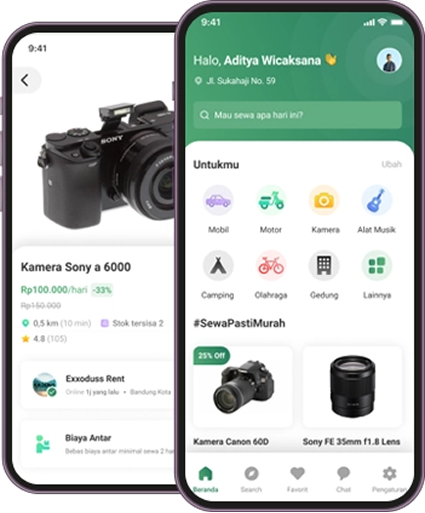 9:41
SONY
Kamera Sony a 6000
Rp100.000/hari -33%
Rp150.000
0,5 km (10 min) Stok tersisa 2
4.8 (105)
Exxoduss Rent
Online 1j yang lalu • Bandung Kota
Biaya Antar
Bebas biaya antar minimal sewa 2 ha
9:41
Halo, Aditya Wicaksana 👋
Jl. Sukahaji No. 59
Mau sewa apa hari ini?
Untukmu Ubah
Mobil Motor Kamera Alat Musik
Camping Olahraga Gedung Lainnya
#SewaPastiMurah
25% Off
Kamera Canon 60D Sony FE 35mm f1.8 Lens
Beranda Search Favorit Chat Pengaturan